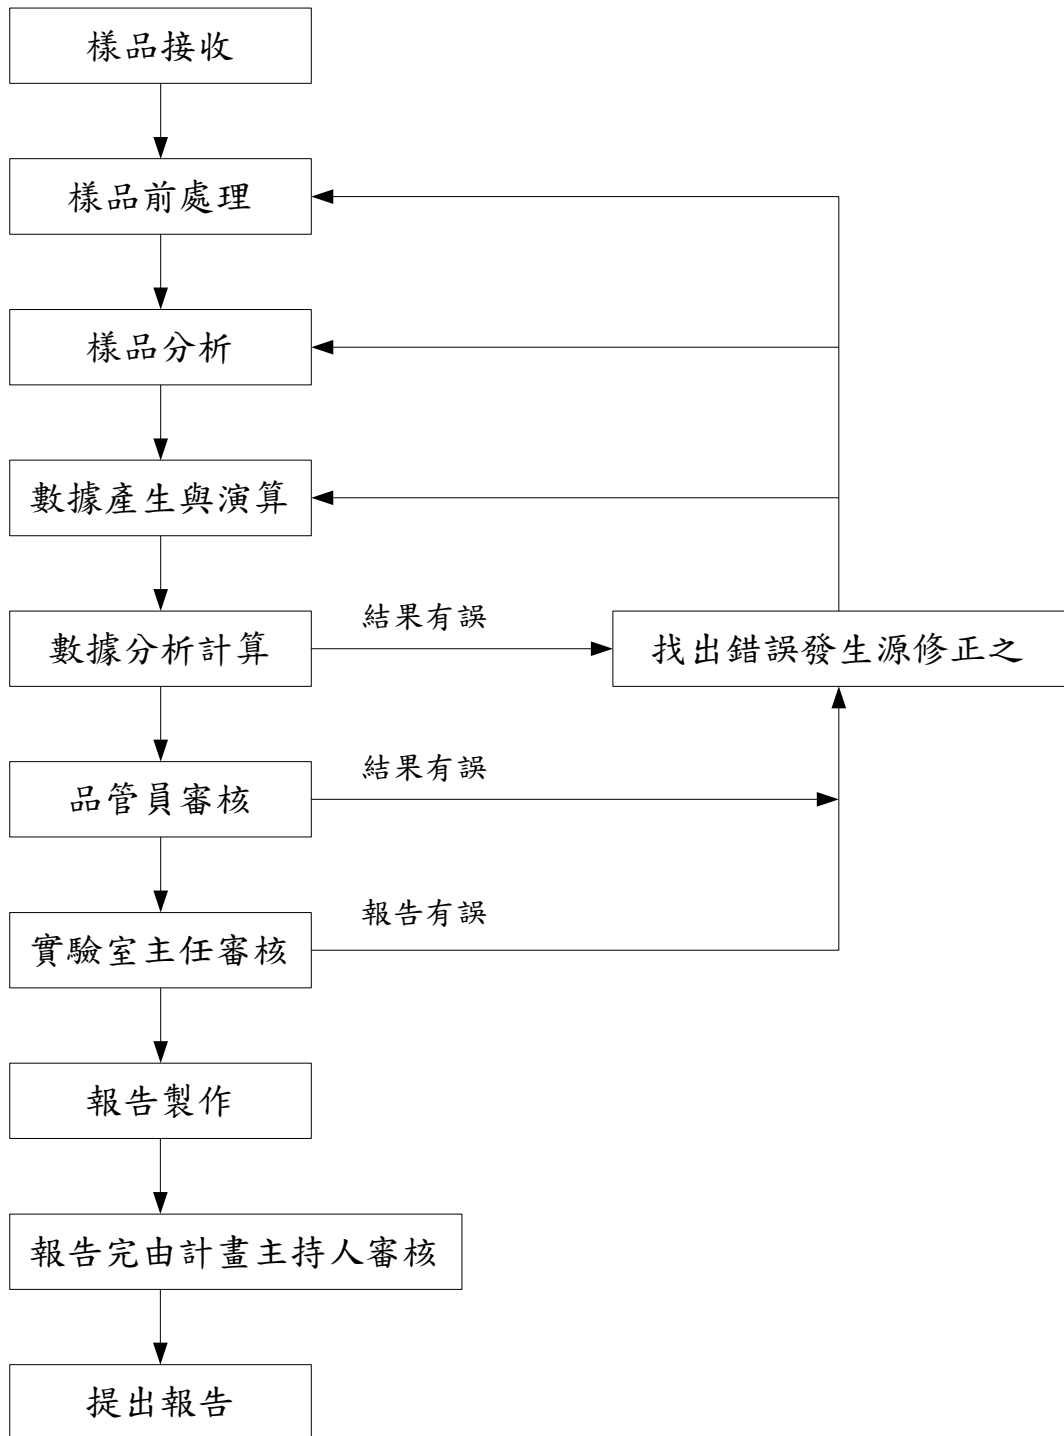 樣品接收
樣品前處理
樣品分析
數據產生與演算
結果有誤
數據分析計算
找出錯誤發生源修正之
結果有誤
品管員審核
報告有誤
實驗室主任審核
報告製作
報告完由計畫主持人審核
提出報告